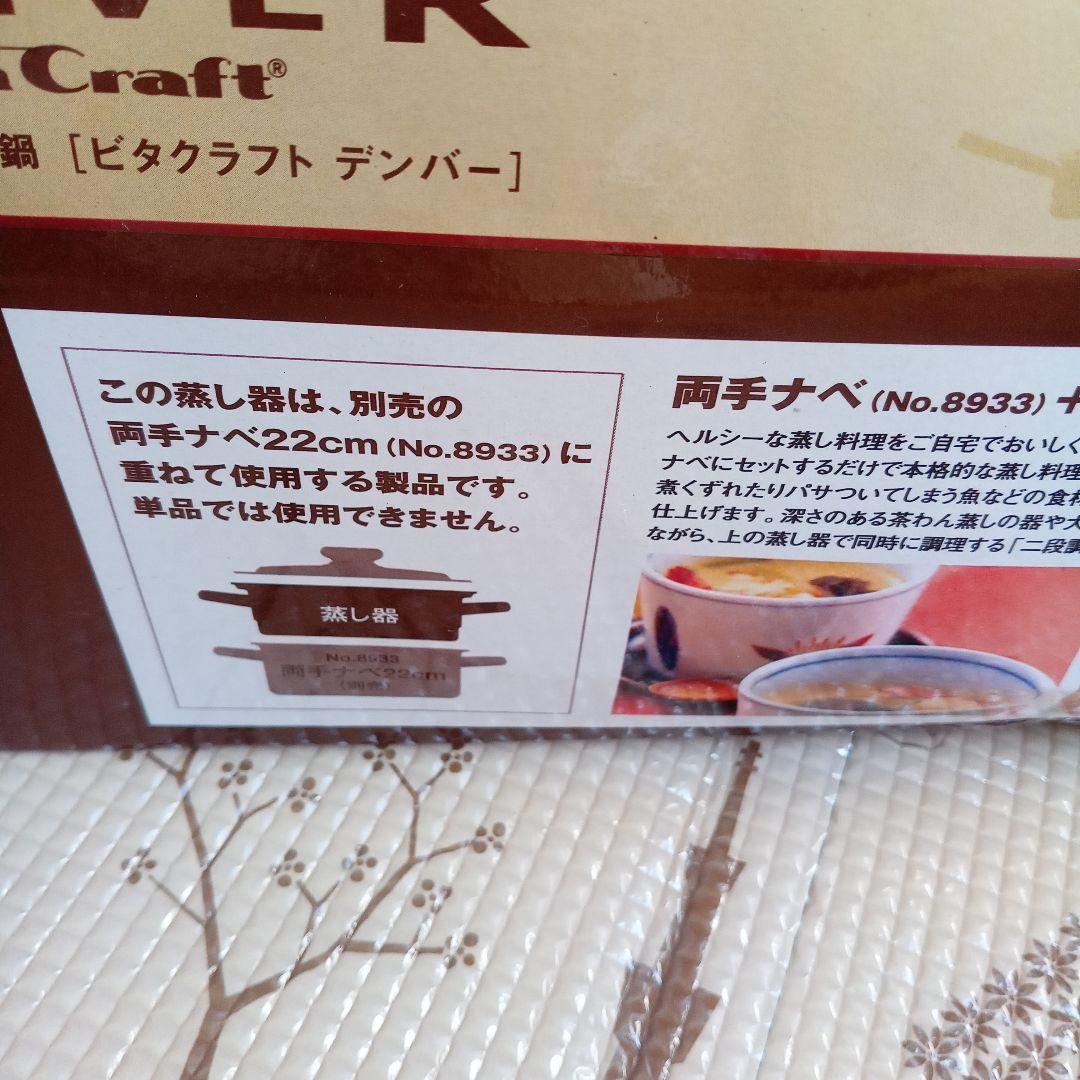 Craft®
鍋 [ビタクラフト デンバー]
この蒸し器は、別売の
両手ナベ22cm(No.8933)に
重ねて使用する製品です。
単品では使用できません。
蒸し器
No.8933
両手ナベ22cm
(別売)
両手ナベ(No.8933)+
ヘルシーな蒸し料理をご自宅でおいしく
ナベにセットするだけで本格的な蒸し料理
煮くずれたりパサついてしまう魚などの食材
仕上げます。深さのある茶わん蒸しの器や大
ながら、上の蒸し器で同時に調理する「二段調